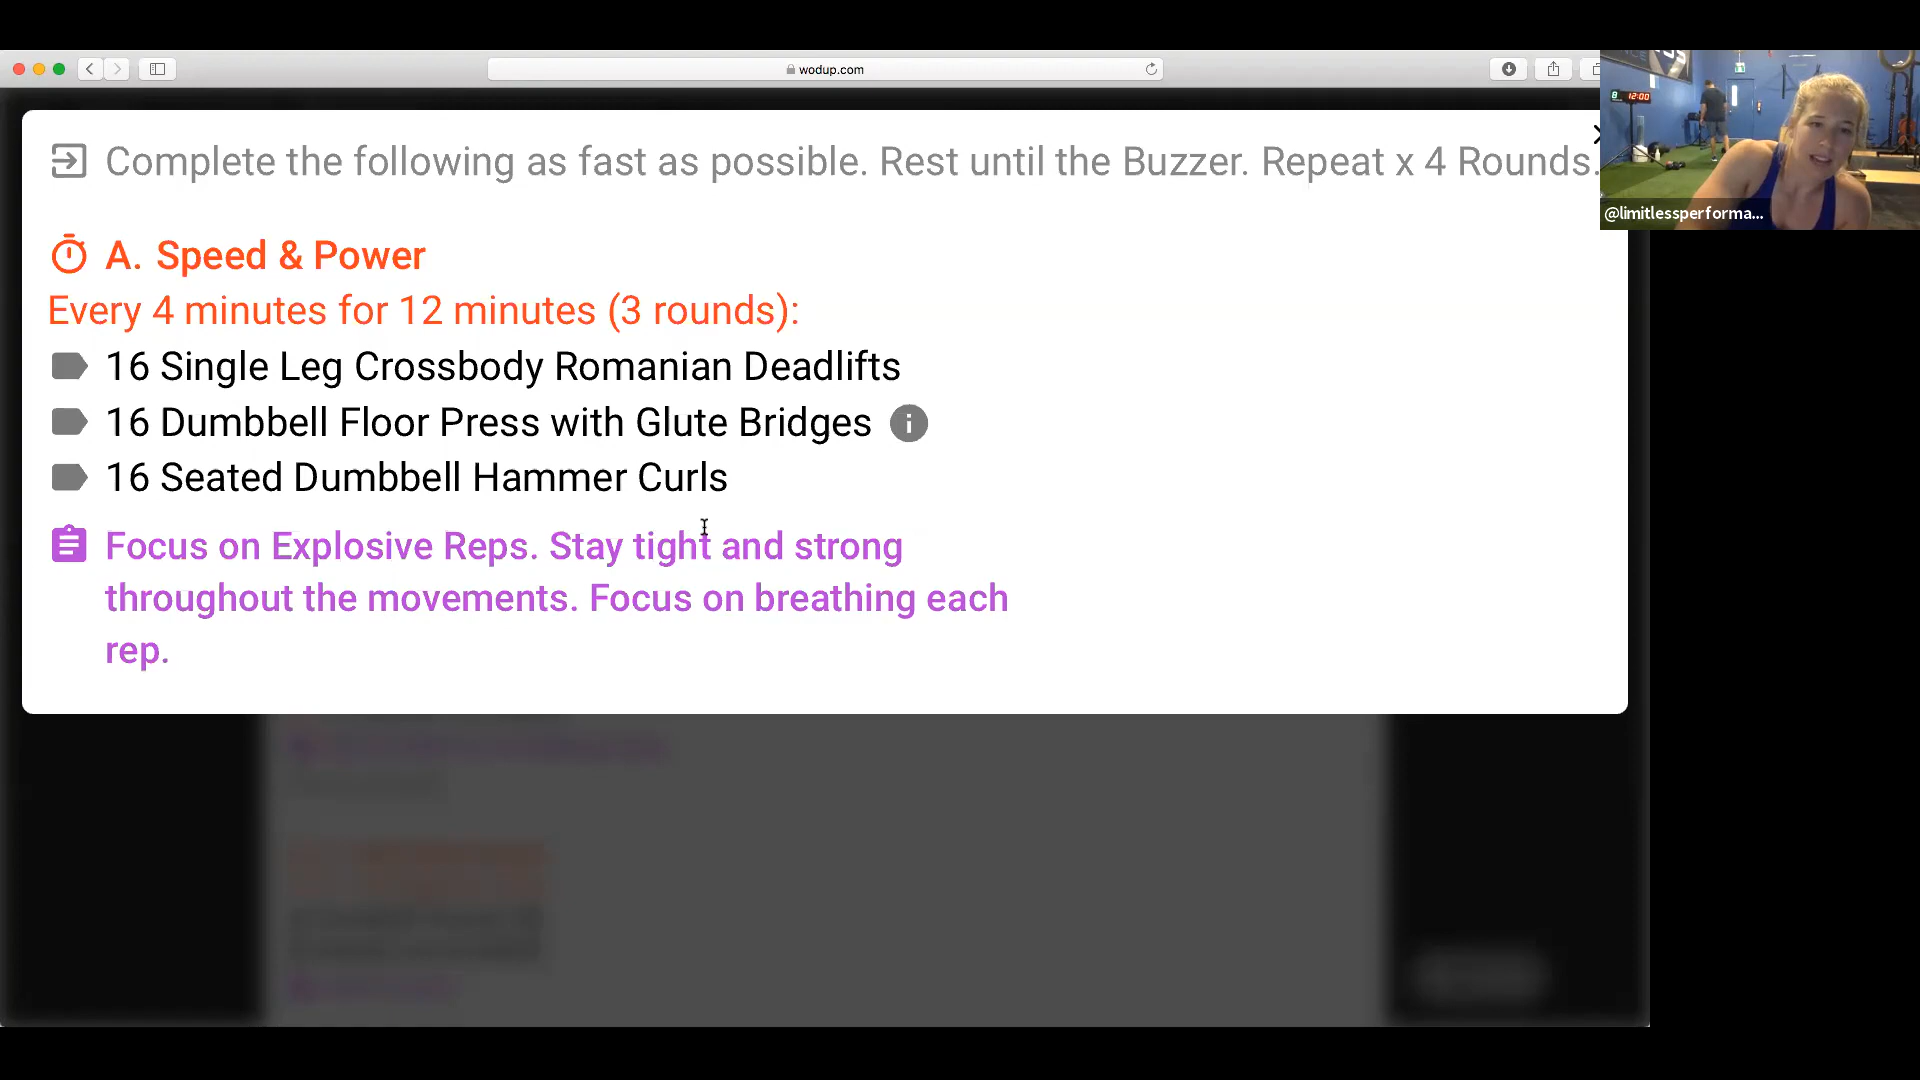 wodup.com
Complete the following as fast as possible. Rest until the Buzzer. Repeat x 4 Rounds.
A. Speed & Power
Every 4 minutes for 12 minutes (3 rounds):
16 Single Leg Crossbody Romanian Deadlifts
16 Dumbbell Floor Press with Glute Bridges
16 Seated Dumbbell Hammer Curls
Focus on Explosive Reps. Stay tight and strong
throughout the movements. Focus on breathing each
rep.
8 12:00
@limitlessperforma...